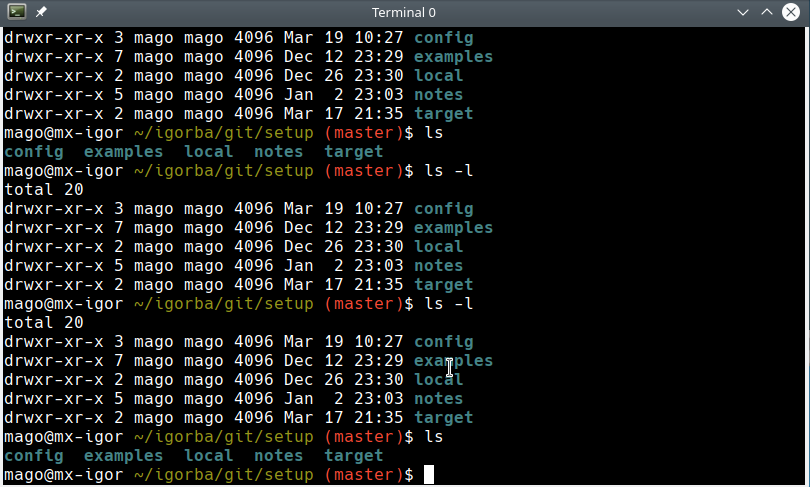 Terminal 0
drwxr-xr-x 3 mago mago 4096 Mar 19 10:27 config
drwxr-xr-x 7 mago mago 4096 Dec 12 23:29 examples
drwxr-xr-x 2 mago mago 4096 Dec 26 23:30 local
drwxr-xr-x 5 mago mago 4096 Jan  2 23:03 notes
drwxr-xr-x 2 mago mago 4096 Mar 17 21:35 target
mago@mx-igor ~/igorba/git/setup (master)$ ls
config  examples  local  notes  target
mago@mx-igor ~/igorba/git/setup (master)$ ls -l
total 20
drwxr-xr-x 3 mago mago 4096 Mar 19 10:27 config
drwxr-xr-x 7 mago mago 4096 Dec 12 23:29 examples
drwxr-xr-x 2 mago mago 4096 Dec 26 23:30 local
drwxr-xr-x 5 mago mago 4096 Jan  2 23:03 notes
drwxr-xr-x 2 mago mago 4096 Mar 17 21:35 target
mago@mx-igor ~/igorba/git/setup (master)$ ls -l
total 20
drwxr-xr-x 3 mago mago 4096 Mar 19 10:27 config
drwxr-xr-x 7 mago mago 4096 Dec 12 23:29 examples
drwxr-xr-x 2 mago mago 4096 Dec 26 23:30 local
drwxr-xr-x 5 mago mago 4096 Jan  2 23:03 notes
drwxr-xr-x 2 mago mago 4096 Mar 17 21:35 target
mago@mx-igor ~/igorba/git/setup (master)$ ls
config  examples  local  notes  target
mago@mx-igor ~/igorba/git/setup (master)$